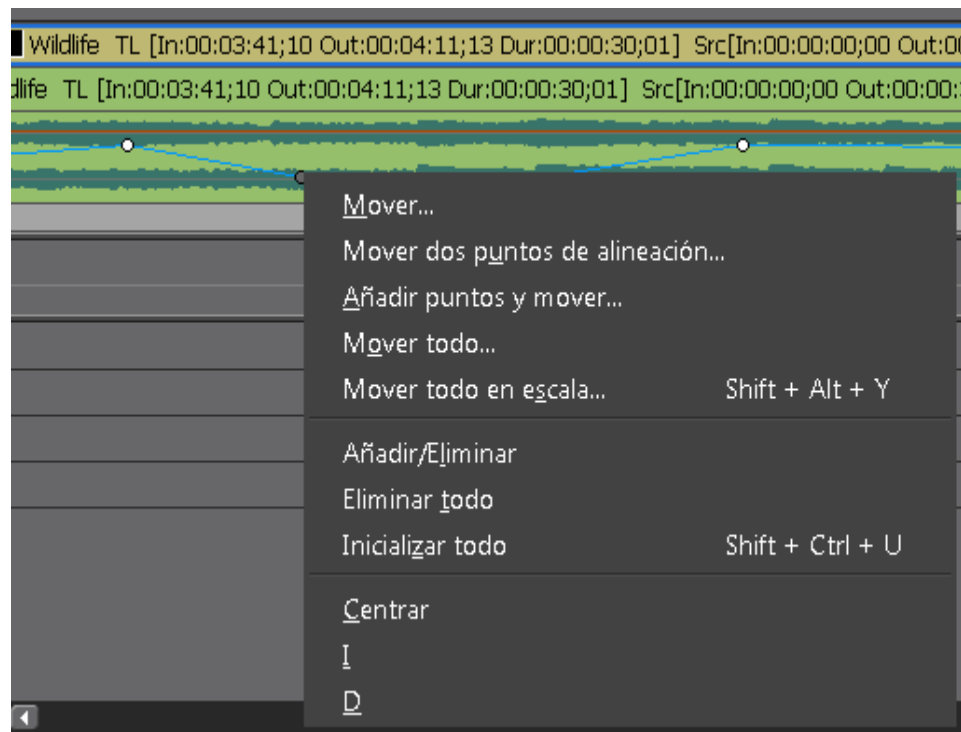 Wildlife TL [In:00:03:41;10 Out:00:04:11;13 Dur:00:00:30;01] Src[In:00:00:00;00 Out:0
dlife TL [In:00:03:41;10 Out:00:04:11;13 Dur:00:00:30;01] Src[In:00:00:00;00 Out:00:00:
Mover...
Mover dos puntos de alineación...
Añadir puntos y mover...
Mover todo...
Mover todo en escala... Shift + Alt + Y
Añadir/Eliminar
Eliminar todo
Inicializar todo Shift + Ctrl + U
Centrar
I
D